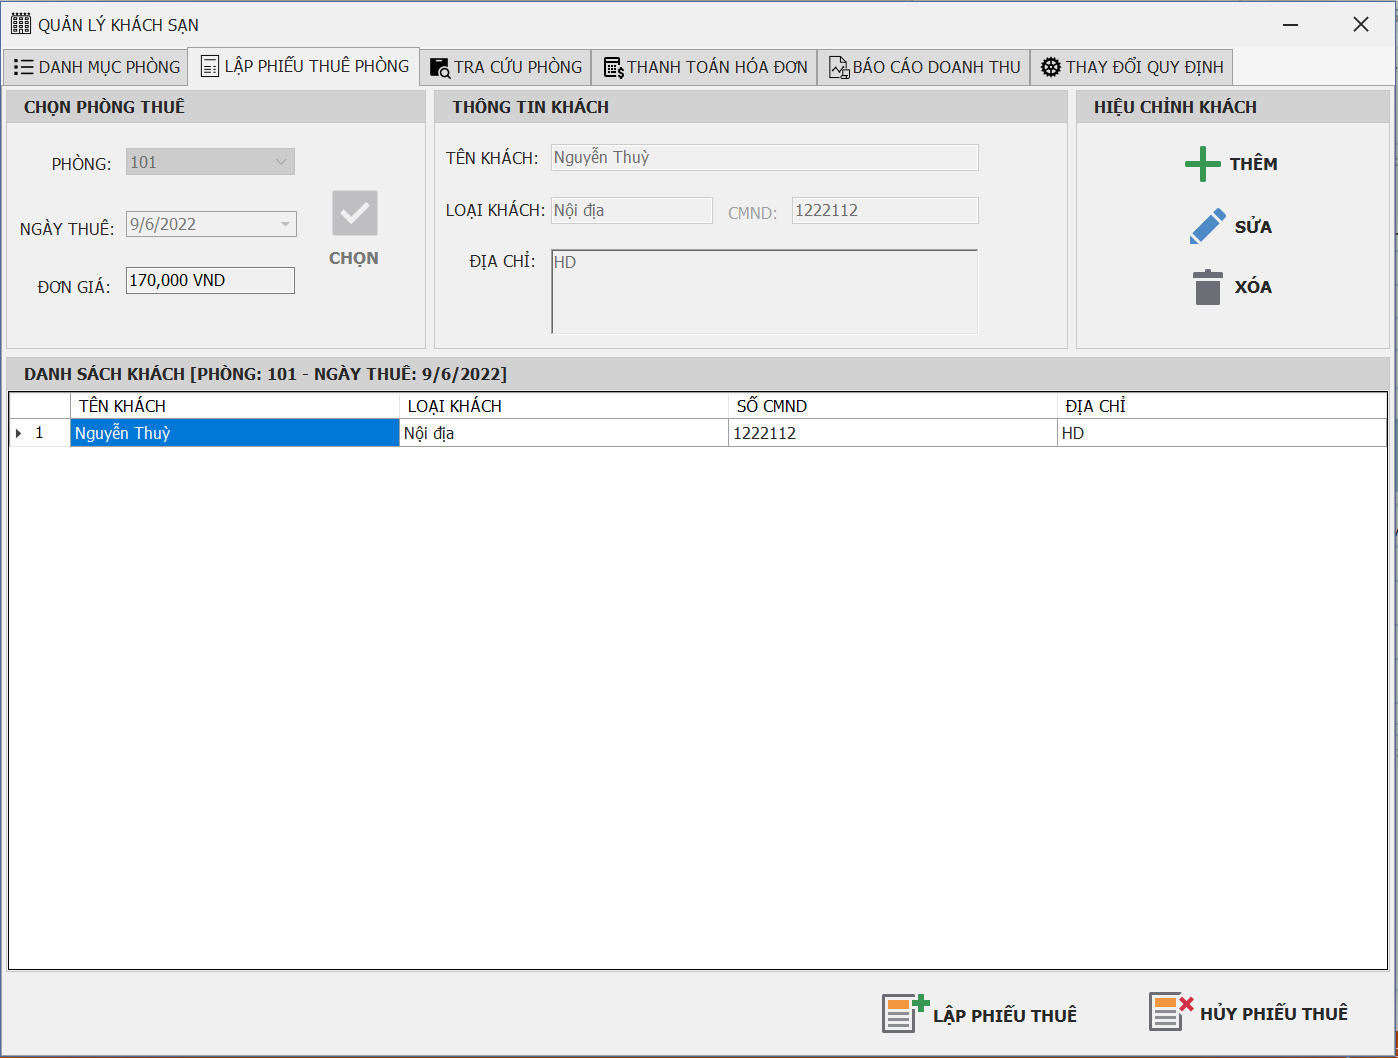 QUẢN LÝ KHÁCH SẠN
DANH MỤC PHÒNG LẬP PHIẾU THUÊ PHÒNG TRA CỨU PHÒNG THANH TOÁN HÓA ĐƠN BÁO CÁO DOANH THU THAY ĐỔI QUY ĐỊNH
CHỌN PHÒNG THUÊ
PHÒNG: 101
NGÀY THUÊ: 9/6/2022
ĐƠN GIÁ: 170,000 VND
CHỌN
THÔNG TIN KHÁCH
TÊN KHÁCH: Nguyễn Thuỳ
LOẠI KHÁCH: Nội địa CMND: 1222112
ĐỊA CHỈ: HD
HIỆU CHỈNH KHÁCH
THÊM
SỬA
XÓA
DANH SÁCH KHÁCH [PHÒNG: 101 - NGÀY THUÊ: 9/6/2022]
TÊN KHÁCH LOẠI KHÁCH SỐ CMND ĐỊA CHỈ
1 Nguyễn Thuỳ Nội địa 1222112 HD
LẬP PHIẾU THUÊ HỦY PHIẾU THUÊ